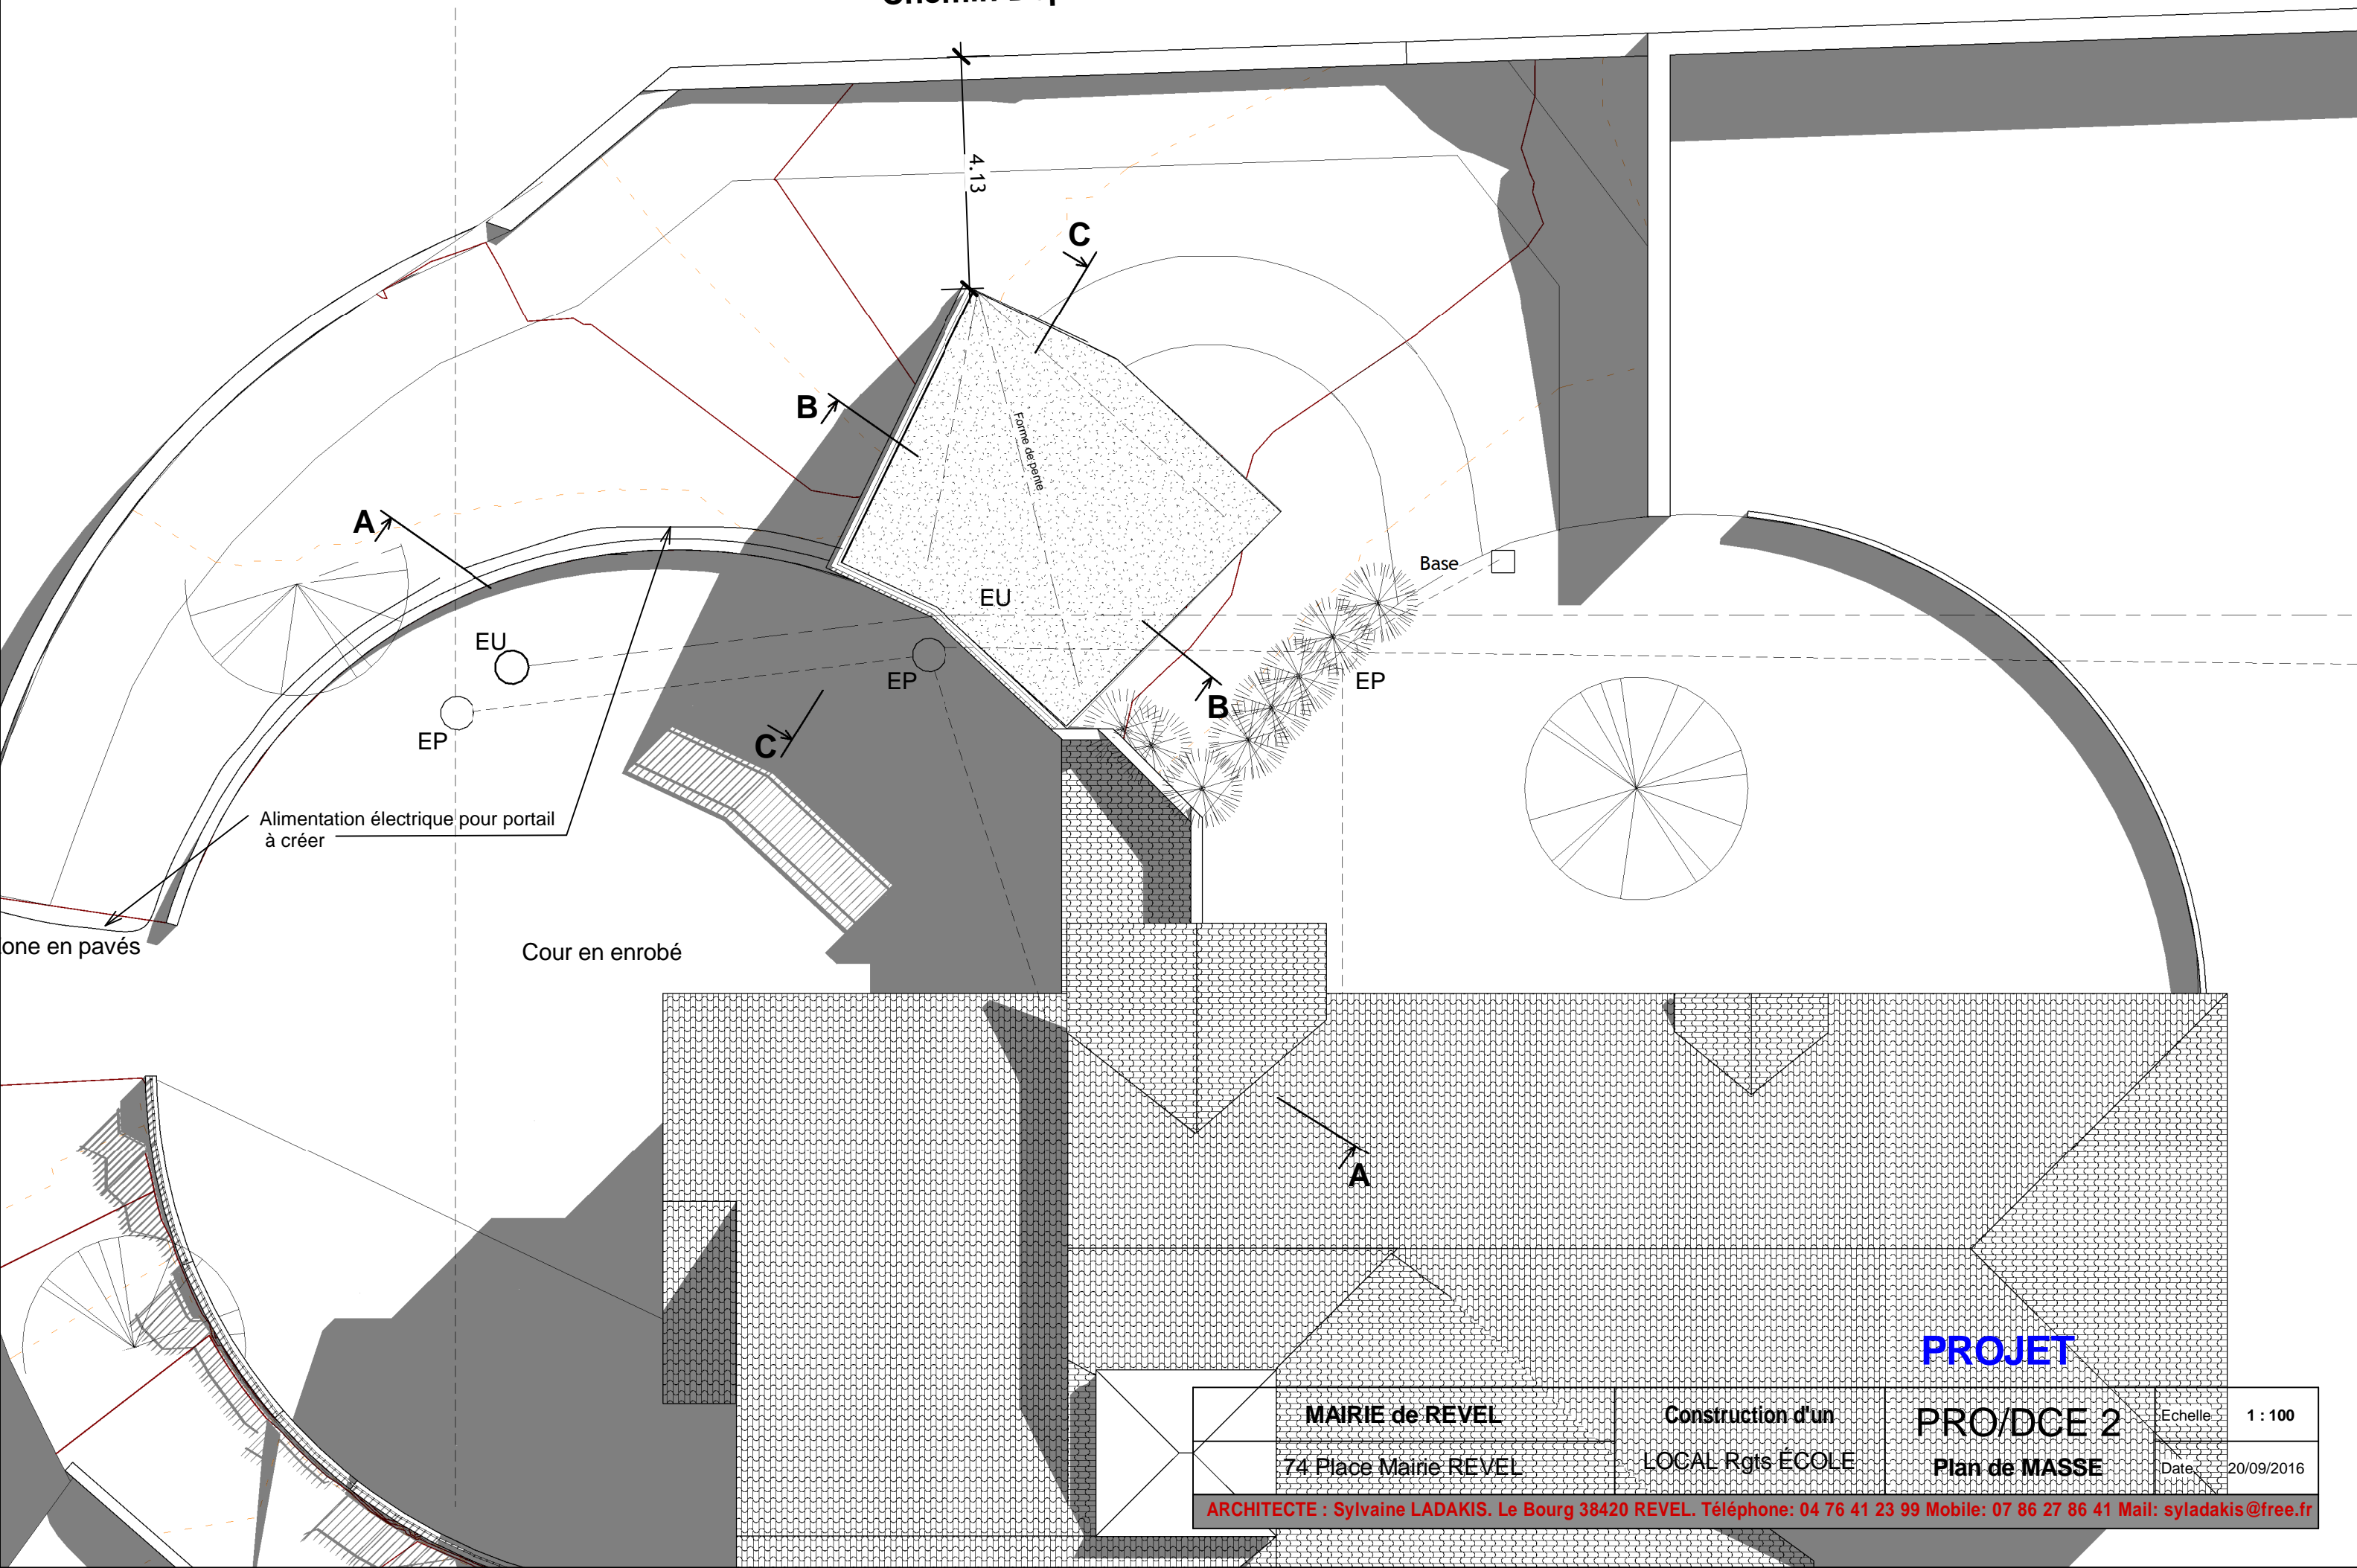 Chemin
4.13
C
B
Forme de pente
A
Base
EU
EU
EP
EP
EP
B
C
Alimentation électrique pour portail
à créer
one en pavés
Cour en enrobé
A
PROJET
MAIRIE de REVEL
74 Place Mairie REVEL
Construction d'un
LOCAL Rgts ÉCOLE
PRO/DCE 2
Plan de MASSE
Echelle 1 : 100
Date 20/09/2016
ARCHITECTE : Sylvaine LADAKIS. Le Bourg 38420 REVEL. Téléphone: 04 76 41 23 99 Mobile: 07 86 27 86 41 Mail: syladakis@free.fr